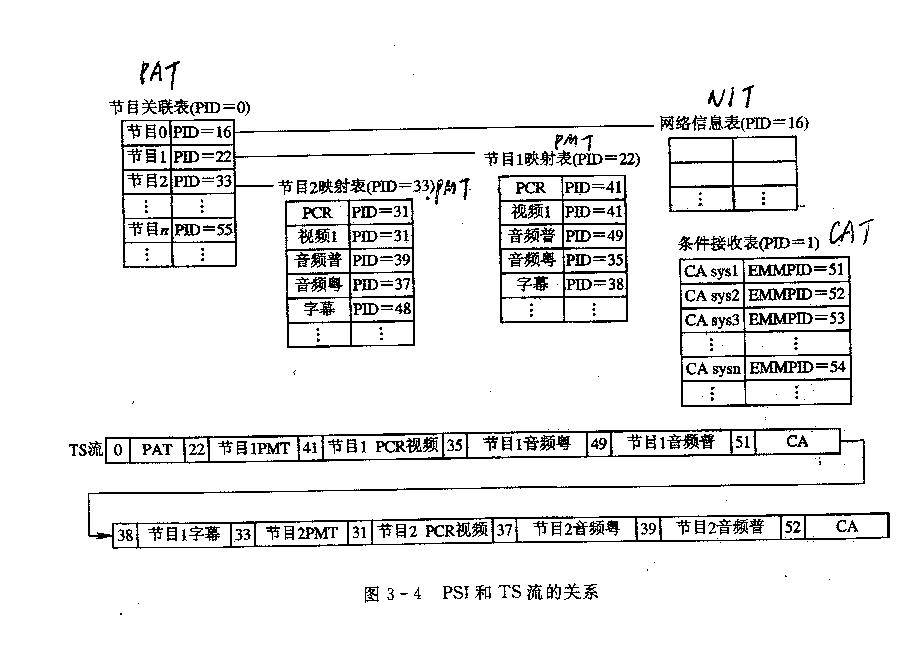 PAT
节目关联表(PID=0)
节目0 PID=16
节目1 PID=22
节目2 PID=33
⋮ ⋮
节目n PID=55
⋮ ⋮
NIT
网络信息表(PID=16)
⋮ ⋮
PMT
节目1映射表(PID=22)
PCR PID=41
视频1 PID=41
音频普 PID=49
音频粤 PID=35
字幕 PID=38
⋮ ⋮
节目2映射表(PID=33) PMT
PCR PID=31
视频1 PID=31
音频普 PID=39
音频粤 PID=37
字幕 PID=48
⋮ ⋮
条件接收表(PID=1) CAT
CA sys1 EMMPID=51
CA sys2 EMMPID=52
CA sys3 EMMPID=53
⋮ ⋮
CA sysn EMMPID=54
⋮ ⋮
TS流 0 PAT 22 节目1PMT 41 节目1 PCR视频 35 节目1音频粤 49 节目1音频普 51 CA
38 节目1字幕 33 节目2PMT 31 节目2 PCR视频 37 节目2音频粤 39 节目2音频普 52 CA
图 3-4 PSI和TS流的关系